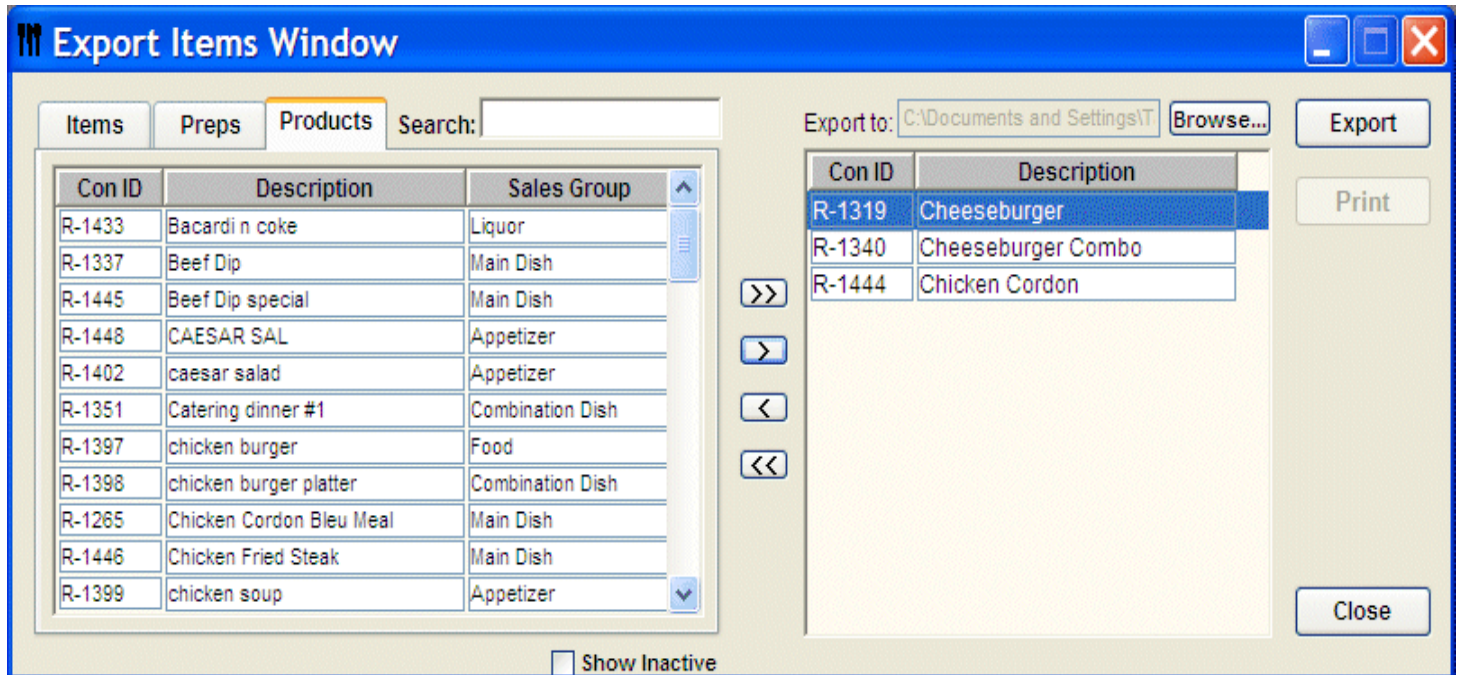 Export Items Window
Items Preps Products Search:
Export to: C:\Documents and Settings\T Browse... Export
Print
Con ID Description Sales Group
R-1433 Bacardi n coke Liquor
R-1337 Beef Dip Main Dish
R-1445 Beef Dip special Main Dish
R-1448 CAESAR SAL Appetizer
R-1402 caesar salad Appetizer
R-1351 Catering dinner #1 Combination Dish
R-1397 chicken burger Food
R-1398 chicken burger platter Combination Dish
R-1265 Chicken Cordon Bleu Meal Main Dish
R-1446 Chicken Fried Steak Main Dish
R-1399 chicken soup Appetizer
Show Inactive
>>
>
<
<<
Con ID Description
R-1319 Cheeseburger
R-1340 Cheeseburger Combo
R-1444 Chicken Cordon
Close